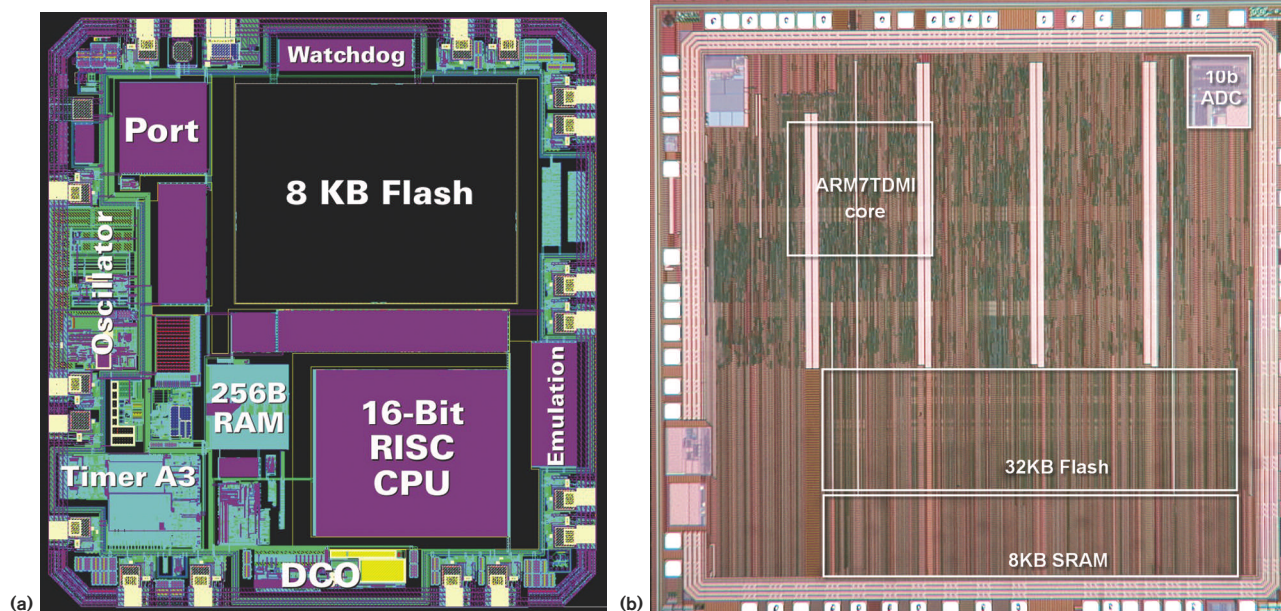 Watchdog
Port
8 KB Flash
Oscillator
256B
RAM
16-Bit
RISC
CPU
Emulation
Timer A3
DCO
(a)
10b
ADC
ARM7TDMI
core
32KB Flash
8KB SRAM
(b)